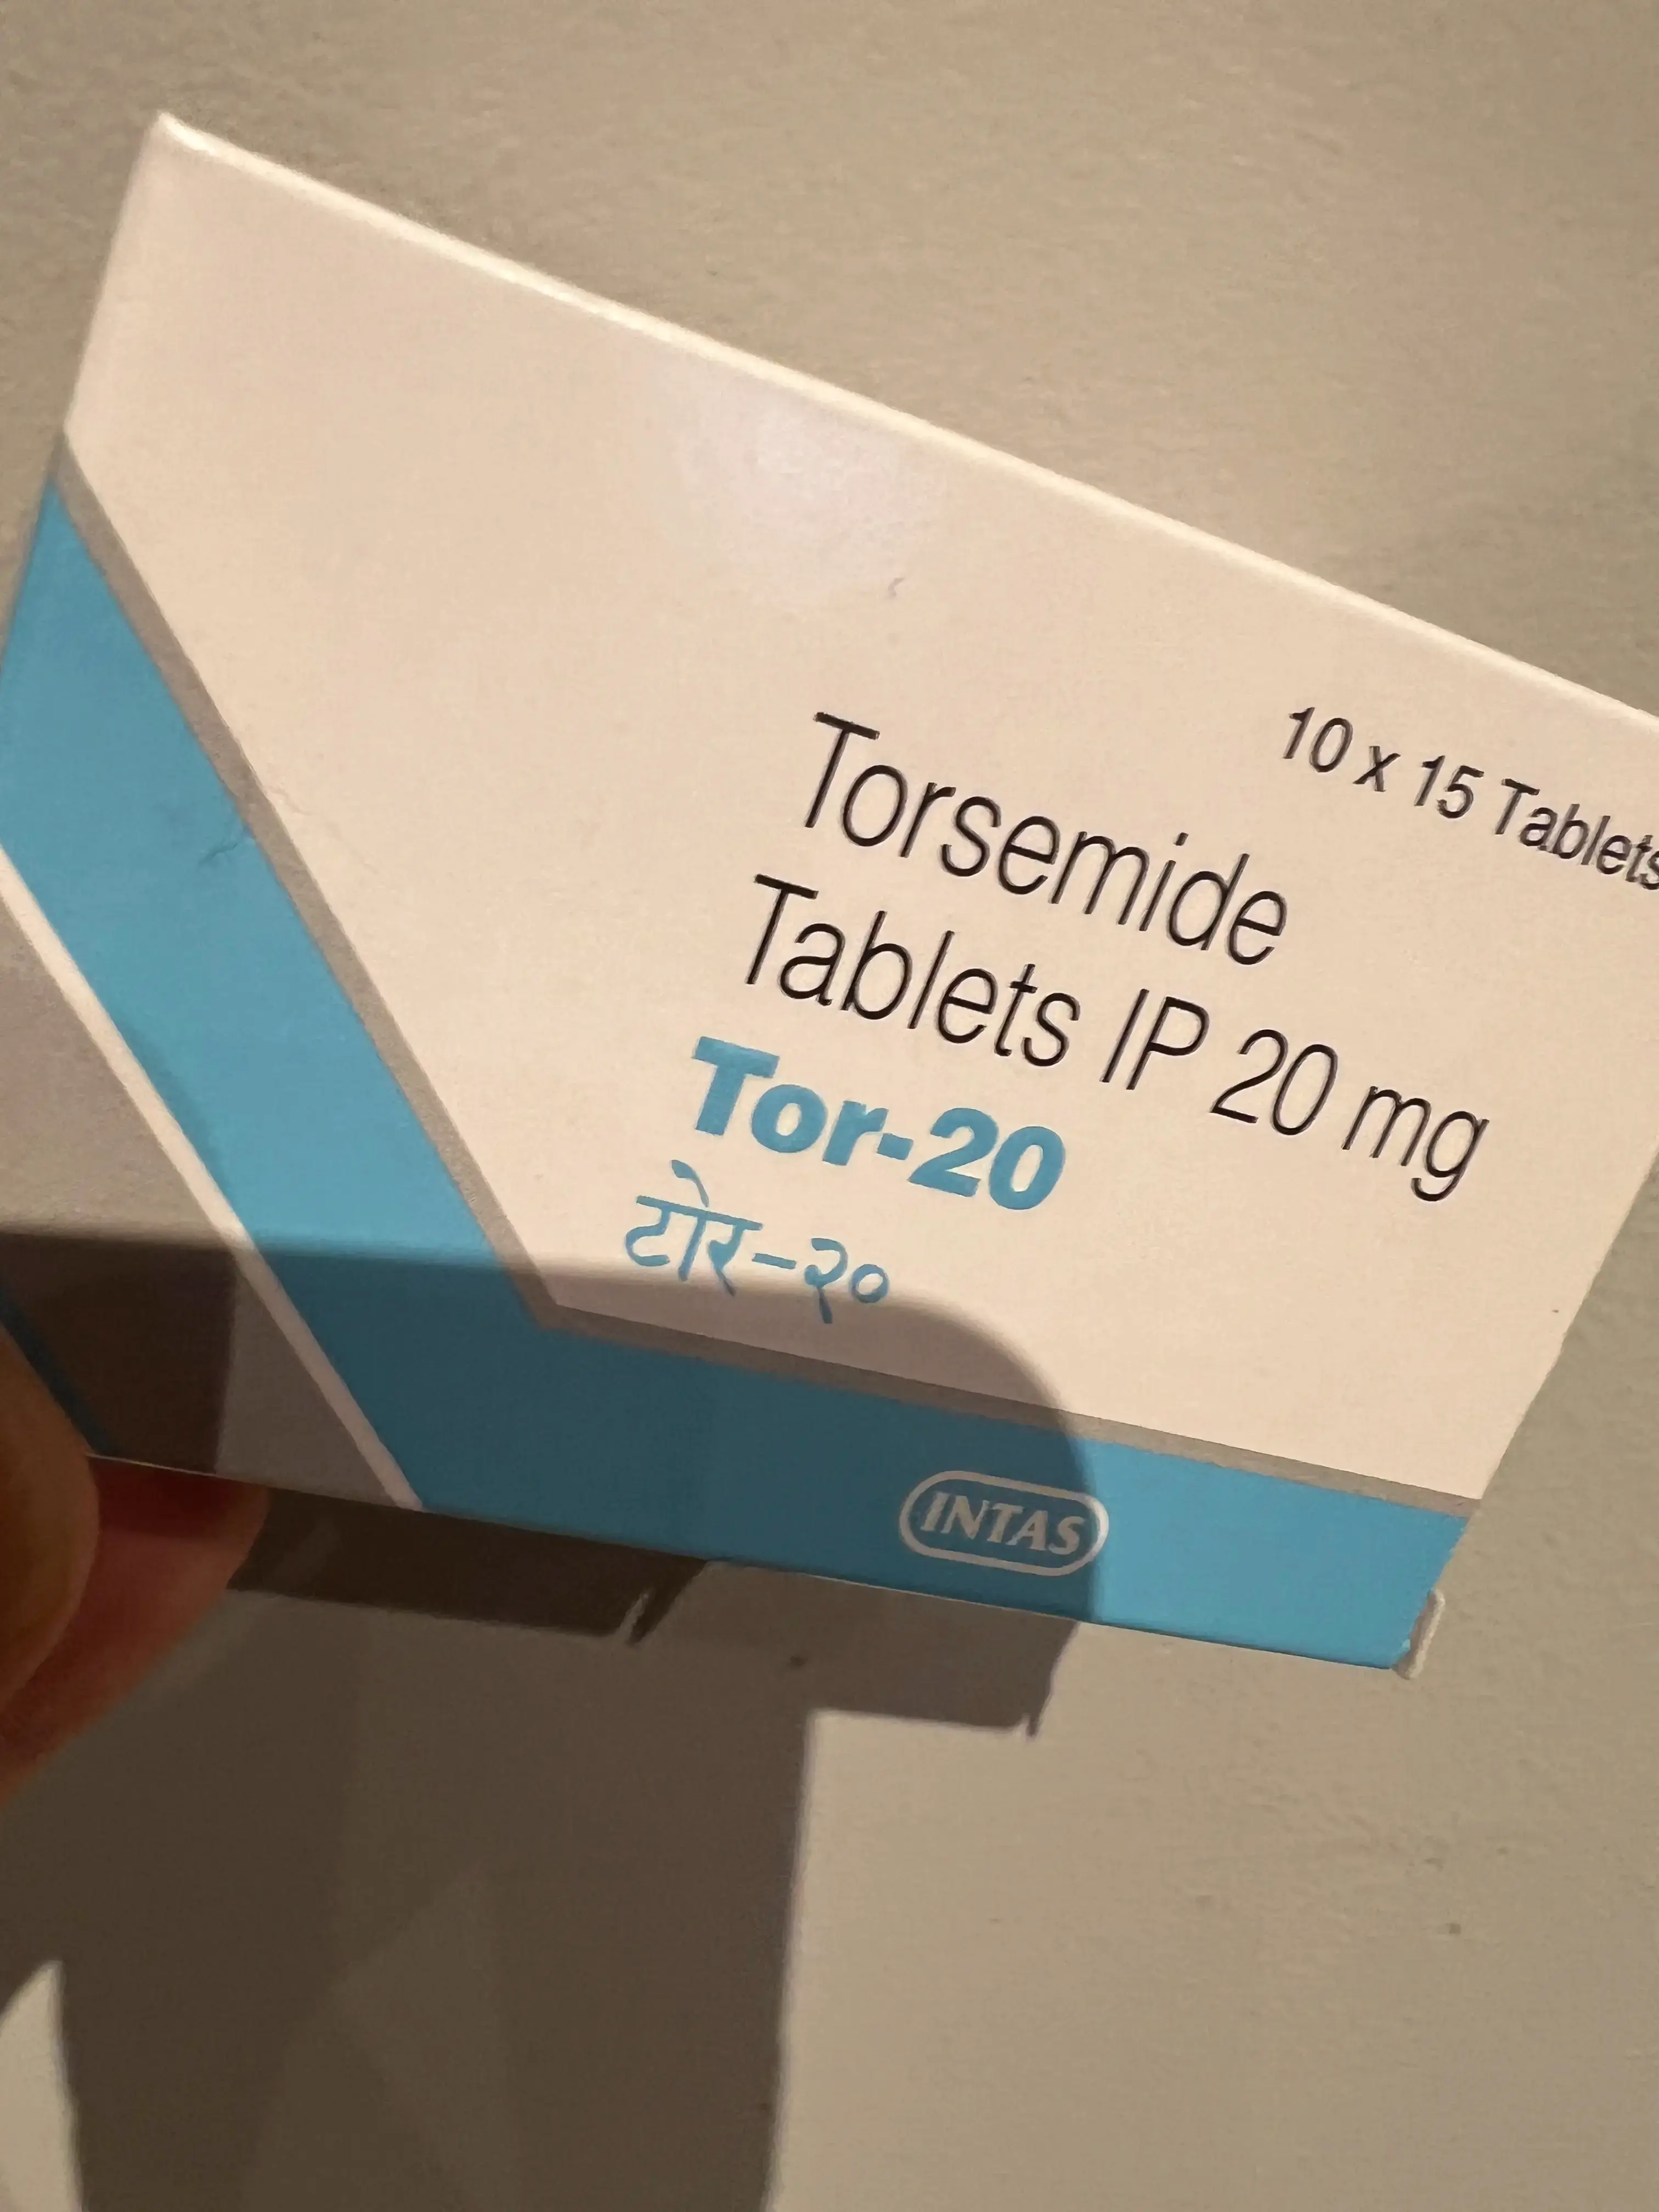 10 x 15 Tablets
Torsemide
Tablets IP 20 mg
Tor-20
टोर-२०
INTAS